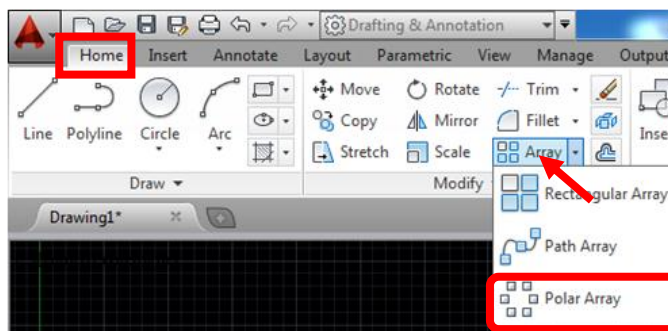 Drafting & Annotation
Home Insert Annotate Layout Parametric View Manage Output
Move Rotate Trim
Line Polyline Circle Arc Copy Mirror Fillet
Stretch Scale Array
Draw Modify
Rectangular Array
Drawing1*
Path Array
Polar Array